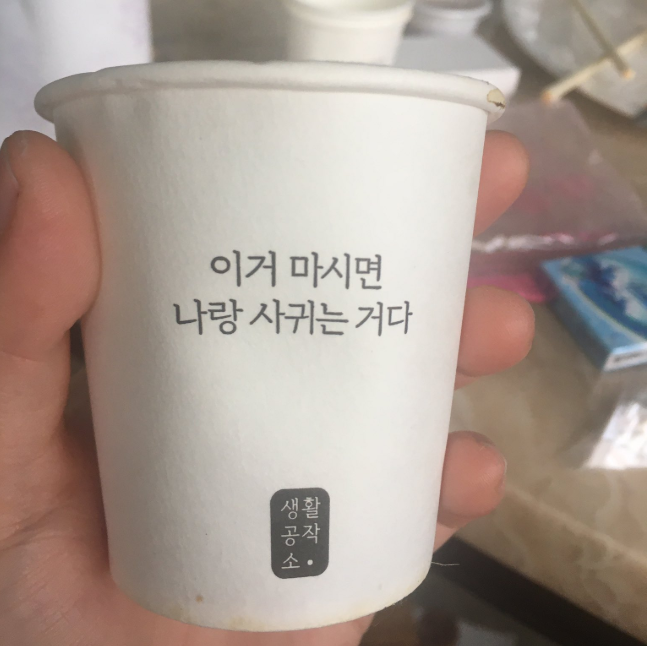 이거 마시면
나랑 사귀는 거다
생활
공작
소.